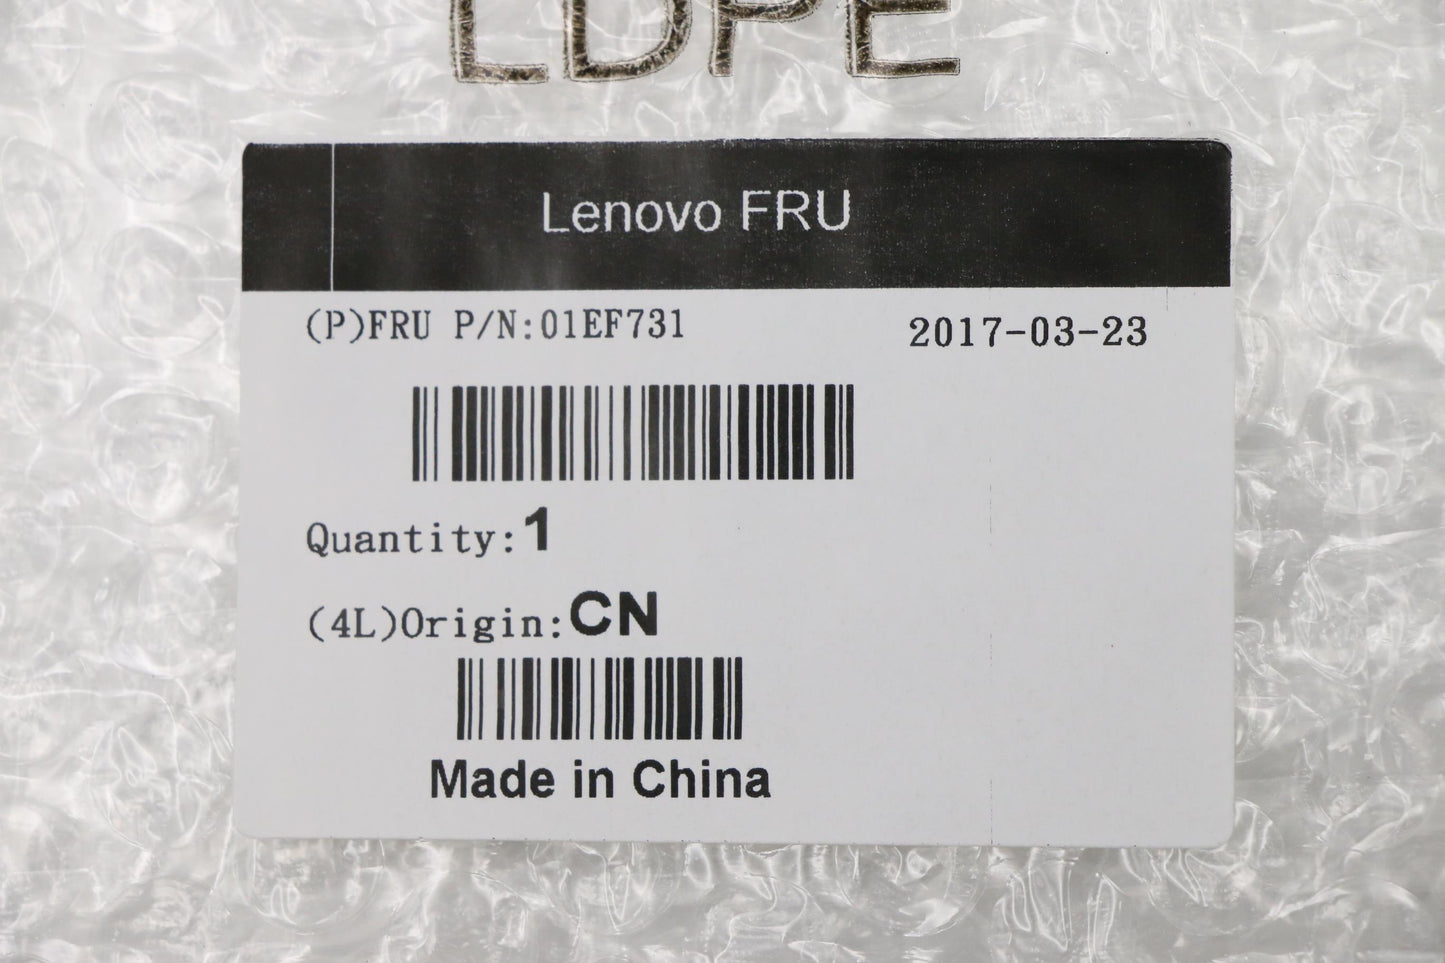 LDPE
Lenovo FRU
(P)FRU P/N:01EF731
2017-03-23
Quantity:1
(4L)Origin:CN
Made in China